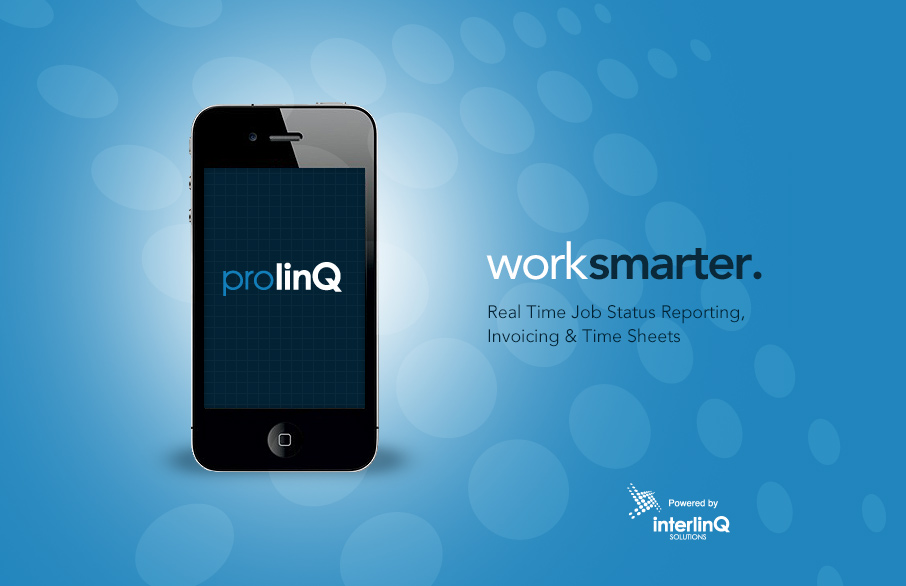 prolinQ
worksmarter.
Real Time Job Status Reporting,
Invoicing & Time Sheets
Powered by
interlinQ
SOLUTIONS